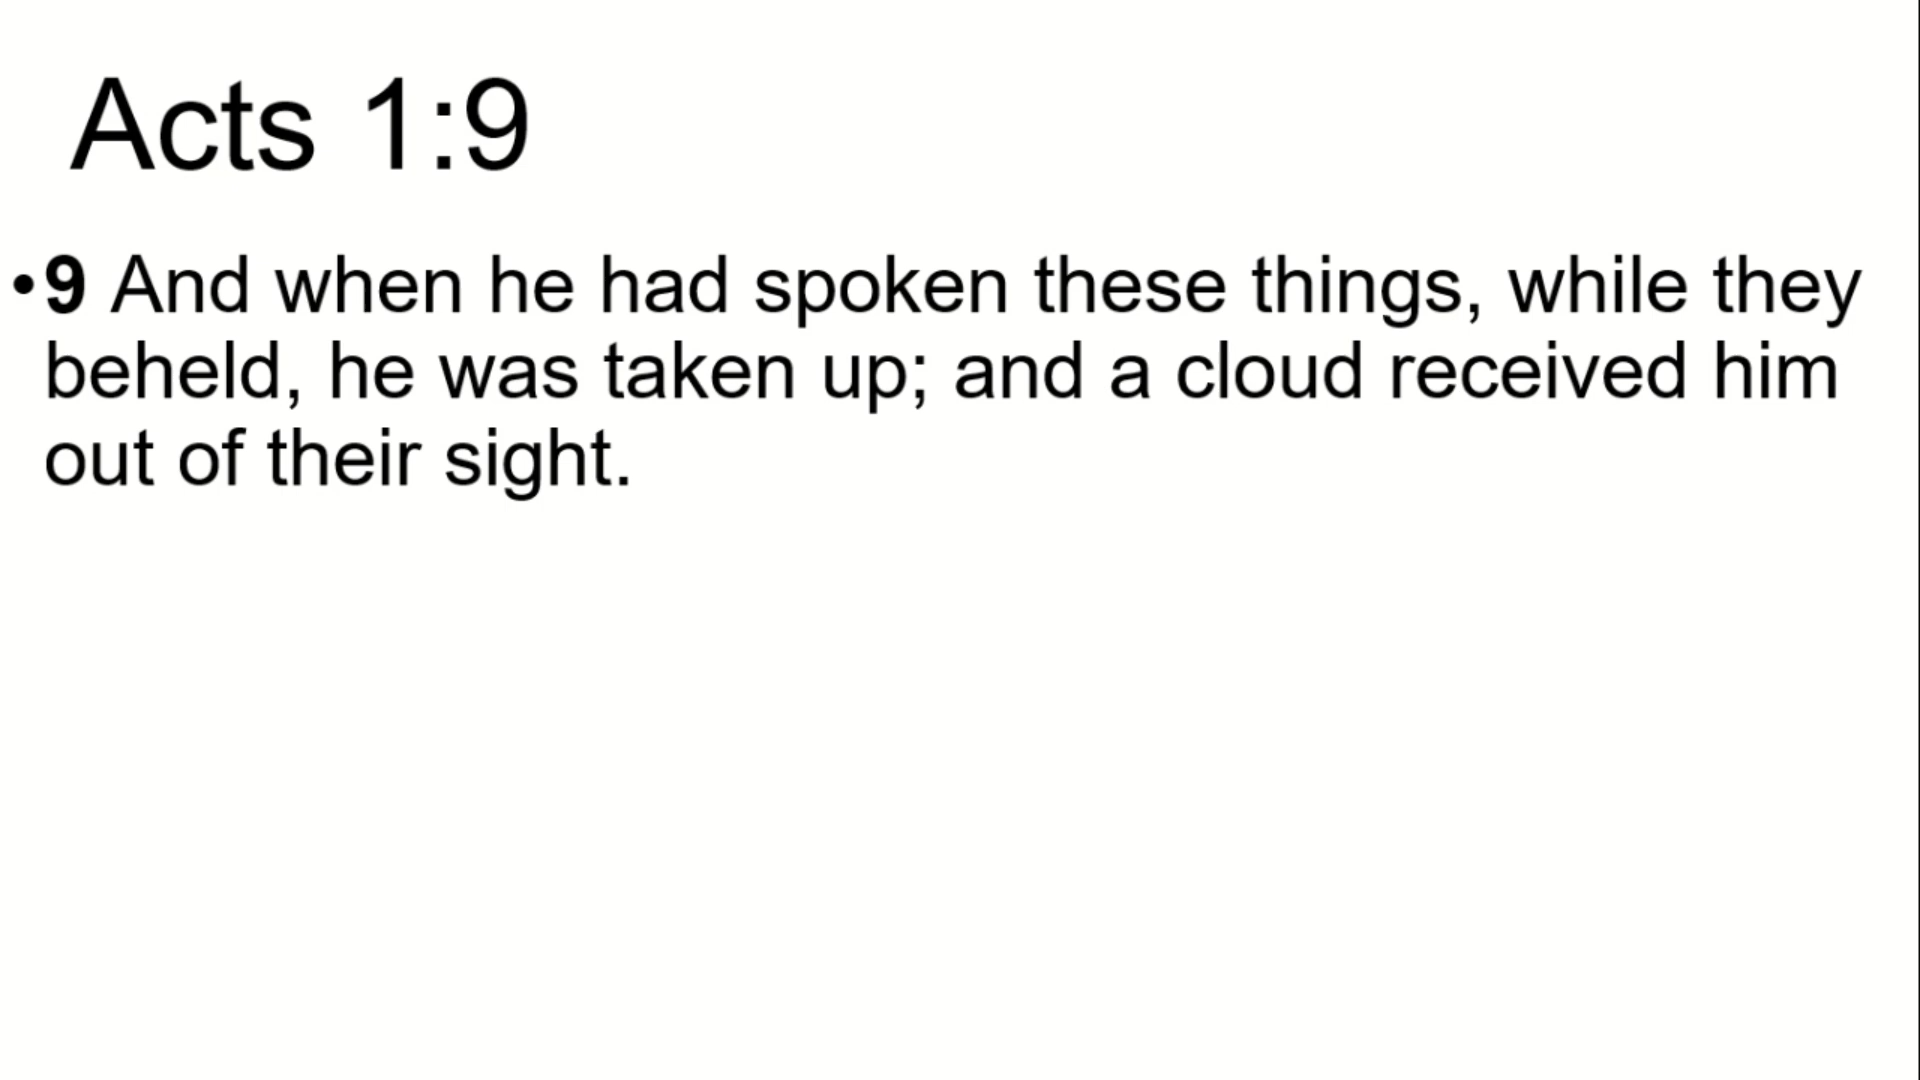 Acts 1:9
•9 And when he had spoken these things, while they
beheld, he was taken up; and a cloud received him
out of their sight.